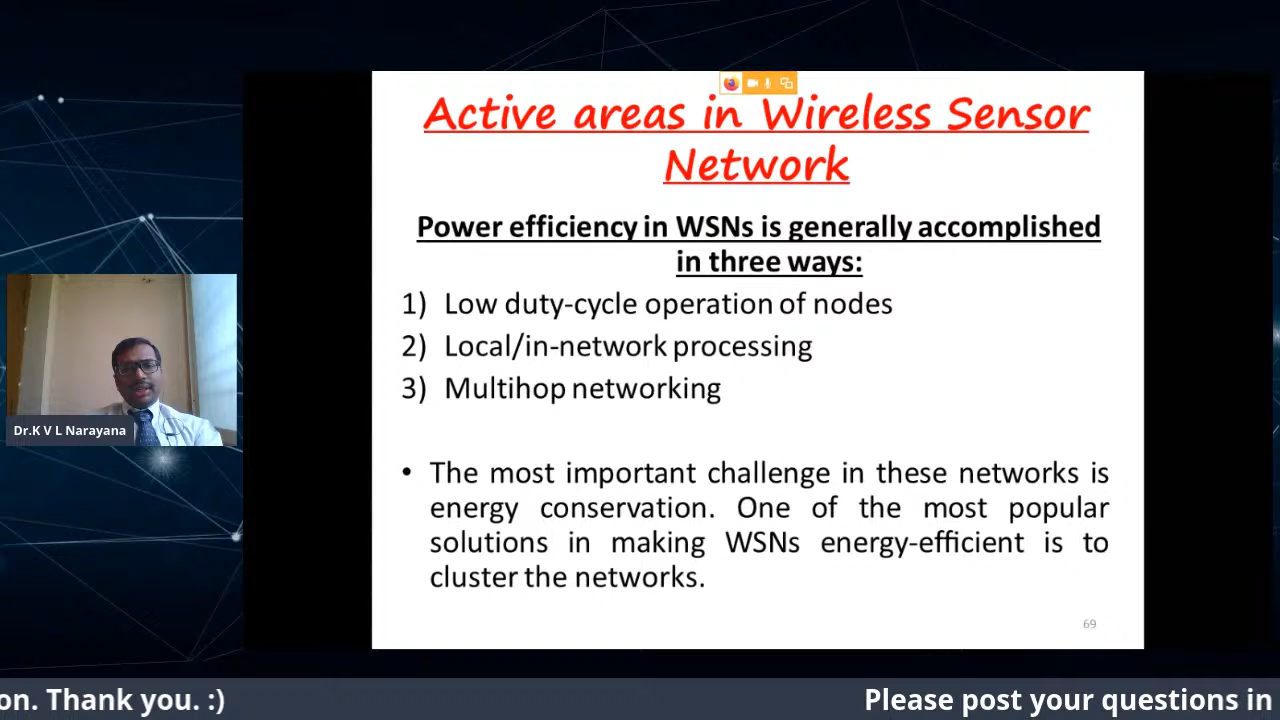 Active areas in Wireless Sensor
Network
Power efficiency in WSNs is generally accomplished
in three ways:
1) Low duty-cycle operation of nodes
2) Local/in-network processing
3) Multihop networking
• The most important challenge in these networks is
energy conservation. One of the most popular
solutions in making WSNs energy-efficient is to
cluster the networks.
69
Dr.K V L Narayana
on. Thank you. :)
Please post your questions in